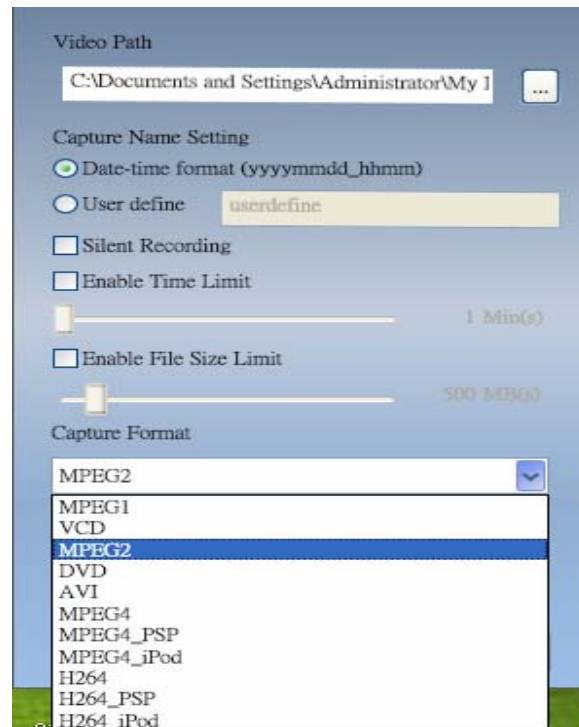 Video Path
C:\Documents and Settings\Administrator\My
...
Capture Name Setting
Date-time format (yyyymmdd_hhmm)
User define
userdefine
Silent Recording
Enable Time Limit
1 Min(s)
Enable File Size Limit
500 MB(s)
Capture Format
MPEG2
MPEG1
VCD
MPEG2
DVD
AVI
MPEG4
MPEG4_PSP
MPEG4_iPod
H264
H264_PSP
H264_iPod